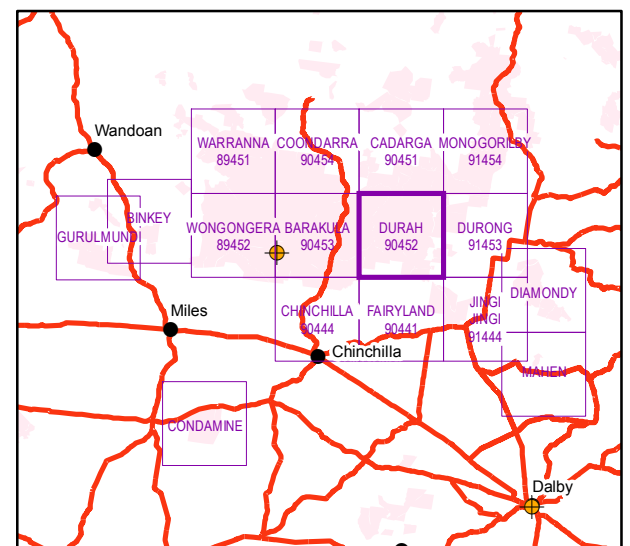 Wandoan
WARRANNA
89451
COONDARRA
90454
CADARGA
90451
MONOGORILBY
91454
BINKEY
GURULMUNDI
WONGONGERA
89452
BARAKULA
90453
DURAH
90452
DURONG
91453
DIAMONDY
Miles
CHINCHILLA
90444
FAIRYLAND
90441
JINGI
JINGI
91444
Chinchilla
MAHEN
CONDAMINE
Dalby